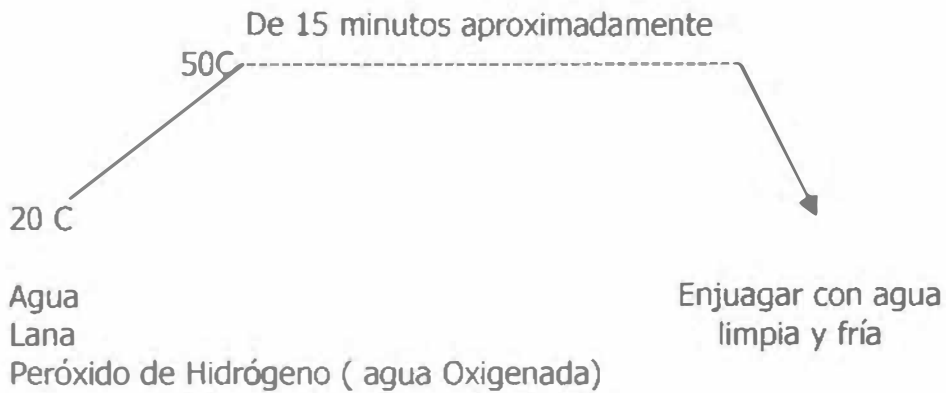 De 15 minutos aproximadamente
50C
20 C
Agua
Lana
Peróxido de Hidrógeno ( agua Oxigenada)
Enjuagar con agua
limpia y fría